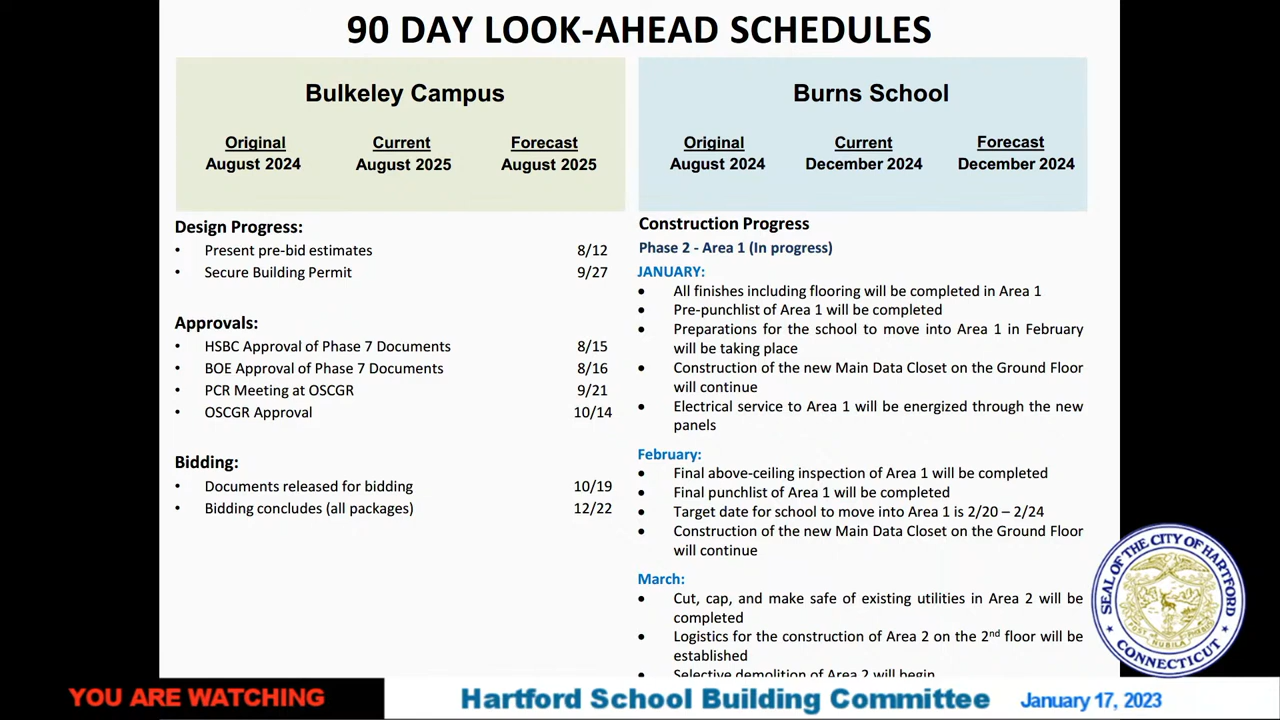 90 DAY LOOK-AHEAD SCHEDULES
Bulkeley Campus
Original Current Forecast
August 2024 August 2025 August 2025
Design Progress:
• Present pre-bid estimates 8/12
• Secure Building Permit 9/27
Approvals:
• HSBC Approval of Phase 7 Documents 8/15
• BOE Approval of Phase 7 Documents 8/16
• PCR Meeting at OSCGR 9/21
• OSCGR Approval 10/14
Bidding:
• Documents released for bidding 10/19
• Bidding concludes (all packages) 12/22
Burns School
Original Current Forecast
August 2024 December 2024 December 2024
Construction Progress
Phase 2 - Area 1 (In progress)
JANUARY:
• All finishes including flooring will be completed in Area 1
• Pre-punchlist of Area 1 will be completed
• Preparations for the school to move into Area 1 in February
will be taking place
• Construction of the new Main Data Closet on the Ground Floor
will continue
• Electrical service to Area 1 will be energized through the new
panels
February:
• Final above-ceiling inspection of Area 1 will be completed
• Final punchlist of Area 1 will be completed
• Target date for school to move into Area 1 is 2/20 – 2/24
• Construction of the new Main Data Closet on the Ground Floor
will continue
March:
• Cut, cap, and make safe of existing utilities in Area 2 will be
completed
• Logistics for the construction of Area 2 on the 2nd floor will be
established
• Selective demolition of Area 2 will begin
SEAL OF THE CITY OF HARTFORD
CONNECTICUT
YOU ARE WATCHING
Hartford School Building Committee
January 17, 2023